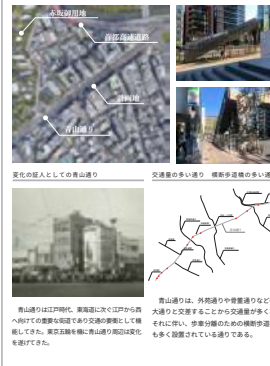 赤坂御用地
首都高速道路
計画地
青山通り
変化の証人としての青山通り
交通量の多い通り　横断歩道橋の多い通
青山通りは江戸時代、東海道に次ぐ江戸から西
へ向けての重要な街道であり交通の要衝として機
能してきた。東京五輪を機に青山通り周辺は変化
を遂げてきた。
青山通りは、外苑通りや骨董通りなど
大通りと交差することから交通量が多く
それに伴い、歩車分離のための横断歩道
も多く設置されている通りである。